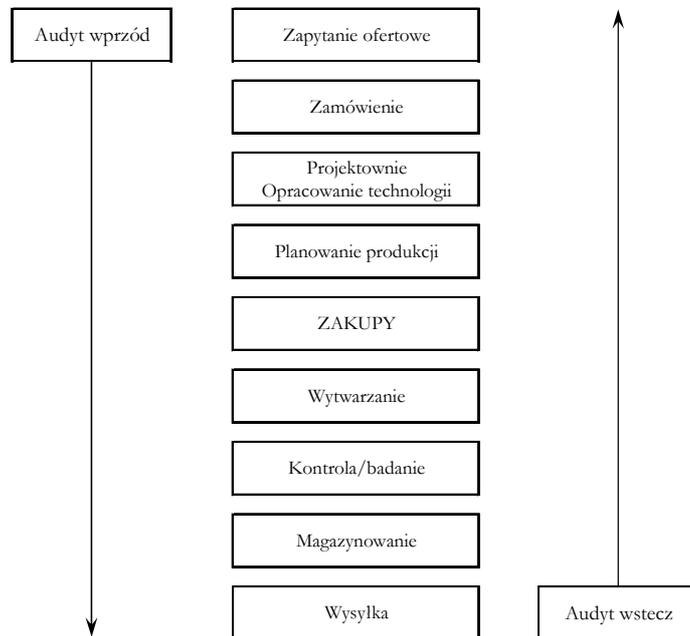 Audyt wprzód
Zapytanie ofertowe
Zamówienie
Projektownie
Opracowanie technologii
Planowanie produkcji
ZAKUPY
Wytwarzanie
Kontrola/badanie
Magazynowanie
Wysyłka
Audyt wstecz